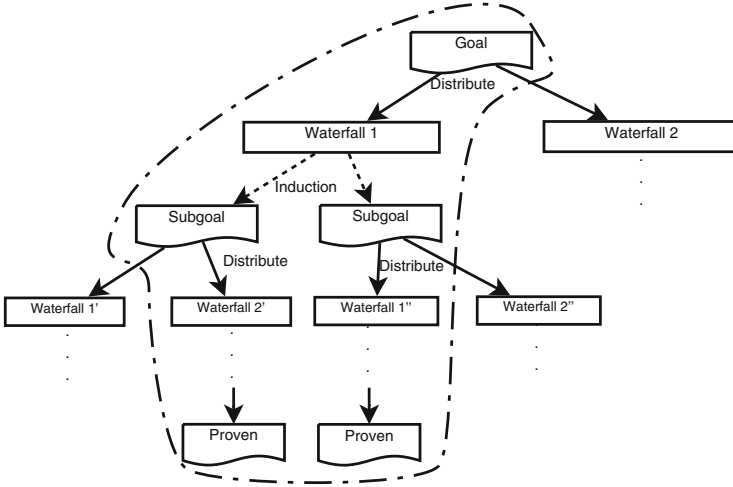 Goal
Distribute
Waterfall 1
Waterfall 2
Induction
Subgoal
Subgoal
Distribute
Distribute
Waterfall 1'
Waterfall 2'
Waterfall 1''
Waterfall 2''
Proven
Proven